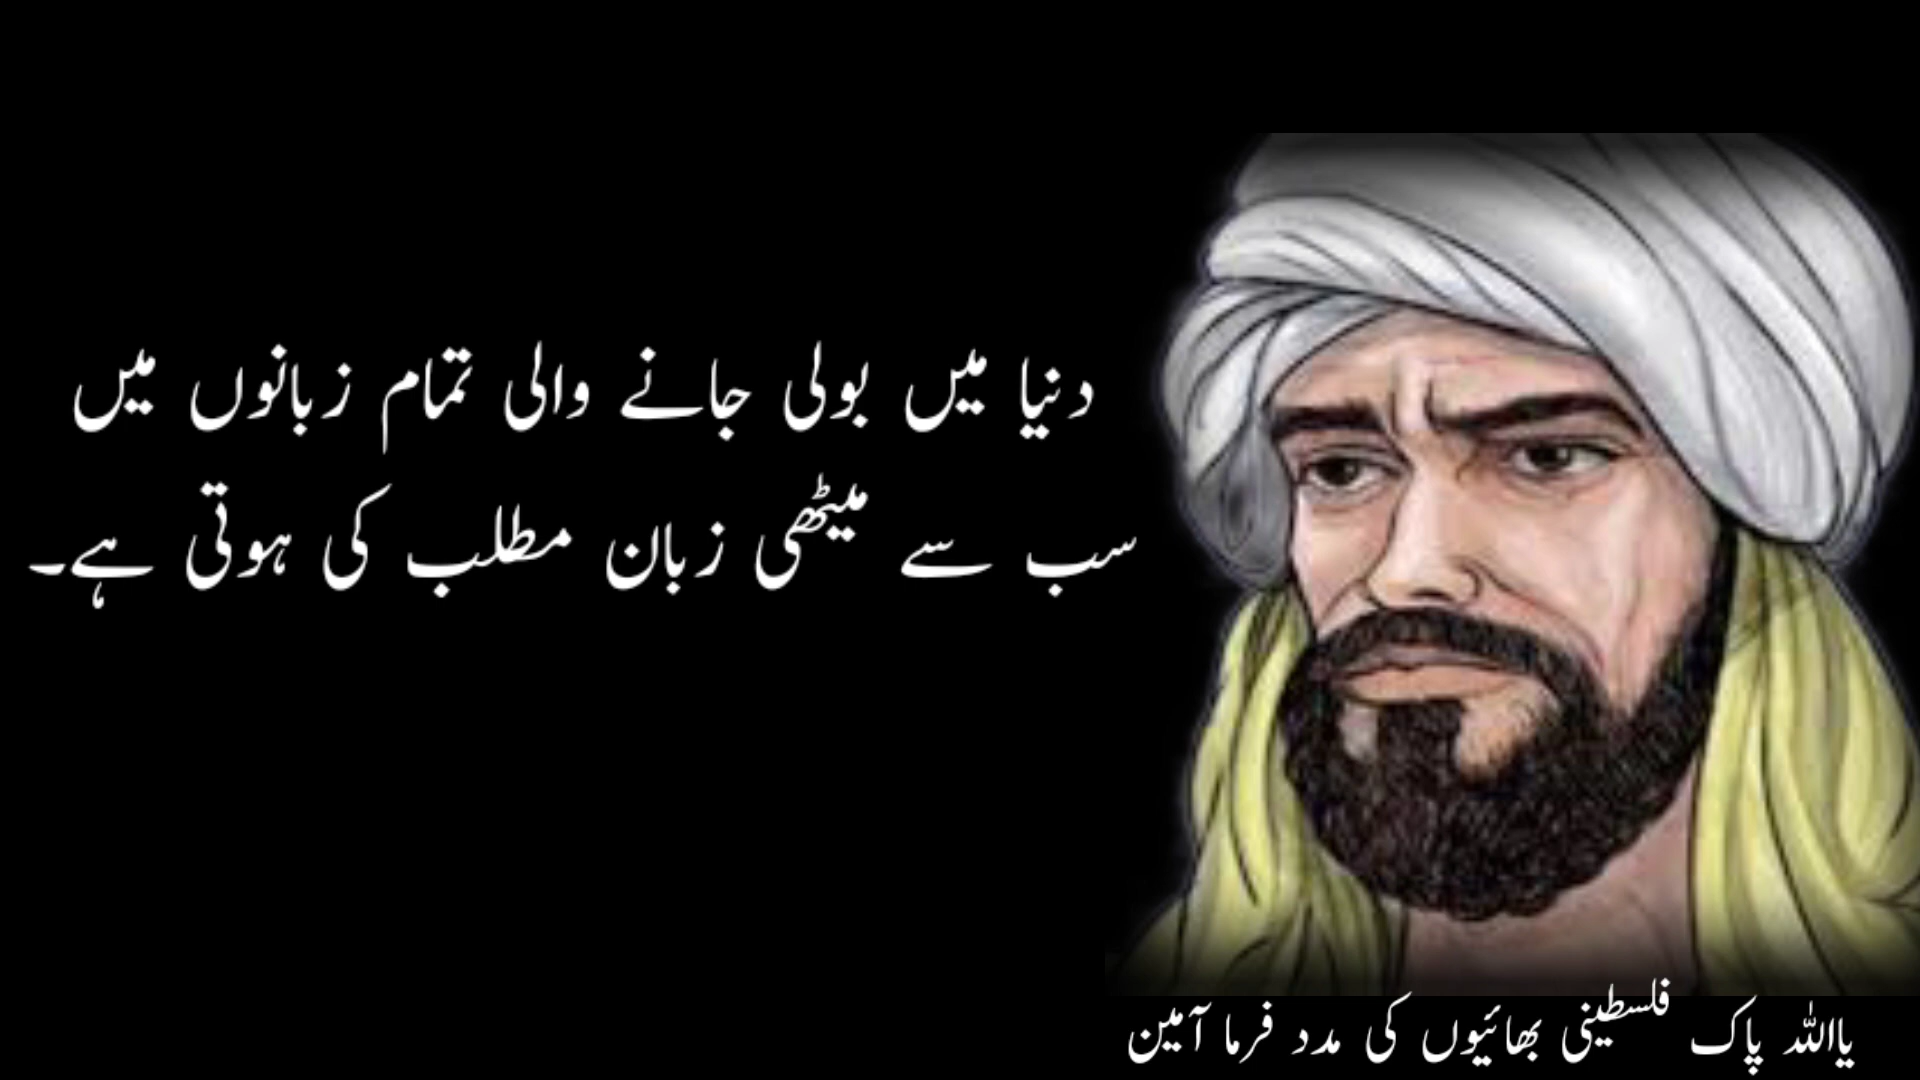 دنیا میں بولی جانے والی تمام زبانوں میں
سب سے میٹھی زبان مطلب کی ہوتی ہے۔
یااللہ پاک فلسطینی بھائیوں کی مدد فرما آمین